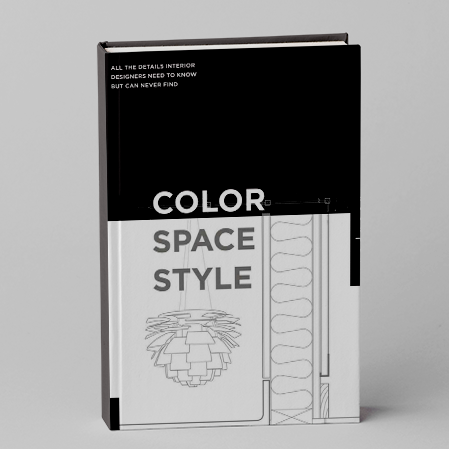 ALL THE DETAILS INTERIOR
DESIGNERS NEED TO KNOW
BUT CAN NEVER FIND
COLOR
SPACE
STYLE